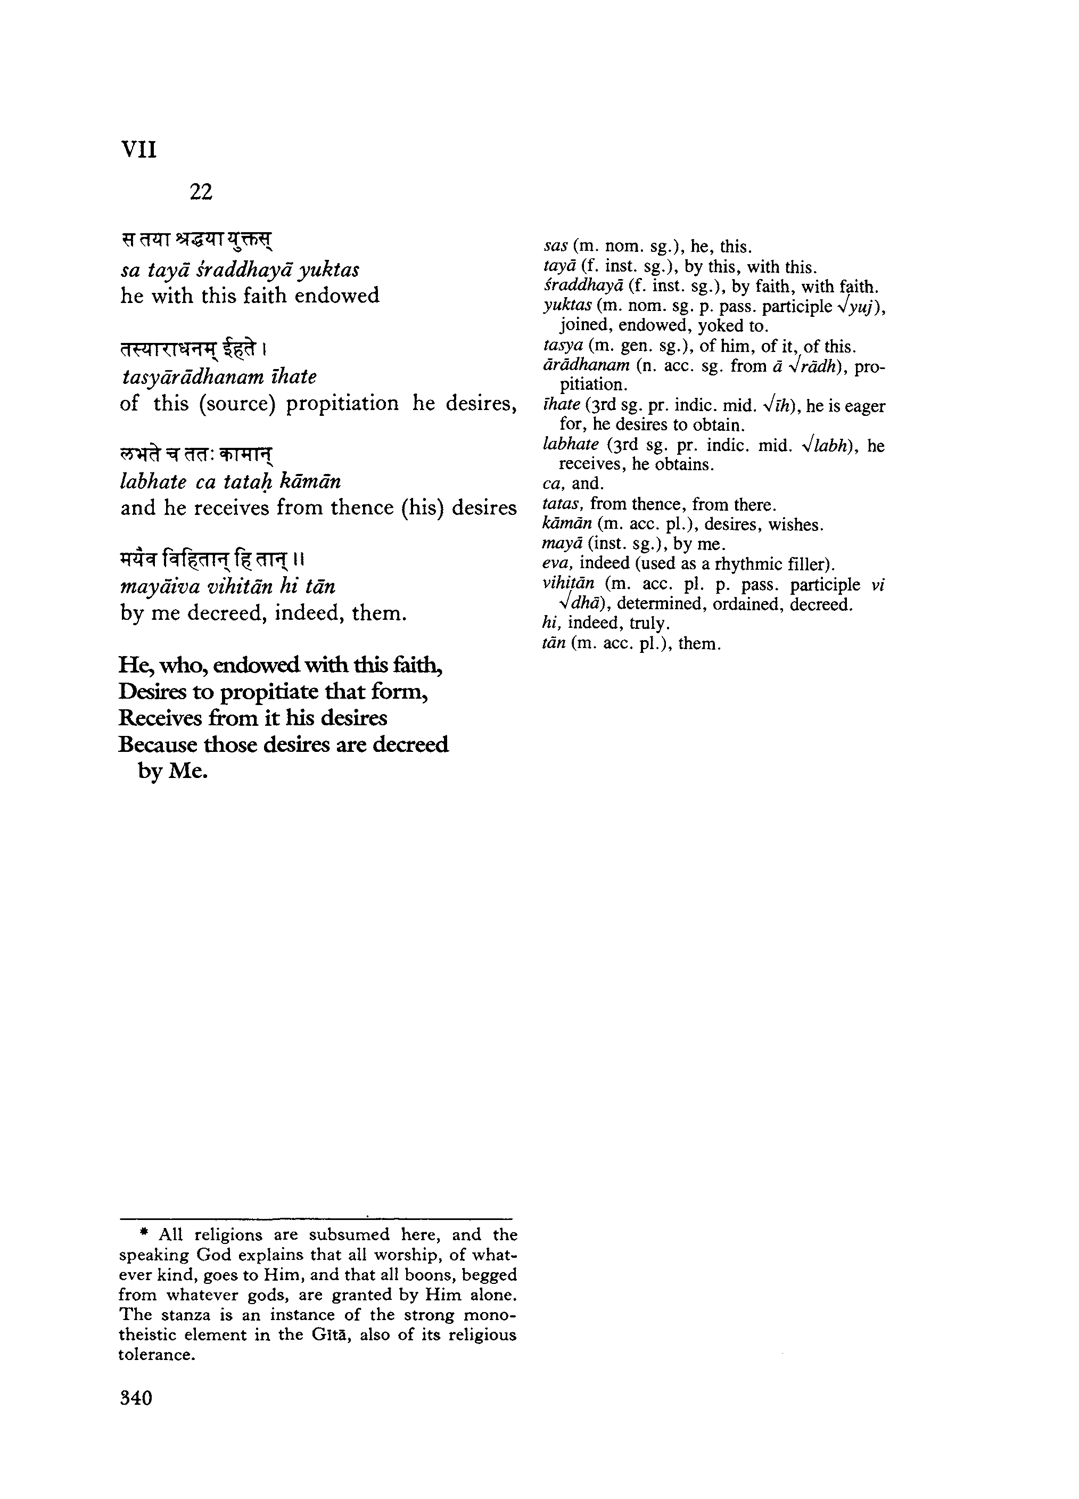 VII
22
स तया श्रद्धया युक्तस्
sa tayā śraddhayā yuktas
he with this faith endowed
तस्याराधनम् ईहते ।
tasyārādhanam īhate
of this (source) propitiation he desires,
लभते च ततः कामान्
labhate ca tataḥ kāmān
and he receives from thence (his) desires
मयैव विहितान् हि तान् ॥
mayāiva vihitān hi tān
by me decreed, indeed, them.
He, who, endowed with this faith,
Desires to propitiate that form,
Receives from it his desires
Because those desires are decreed
by Me.
sas (m. nom. sg.), he, this.
tayā (f. inst. sg.), by this, with this.
śraddhayā (f. inst. sg.), by faith, with faith.
yuktas (m. nom. sg. p. pass. participle √yuj),
joined, endowed, yoked to.
tasya (m. gen. sg.), of him, of it, of this.
ārādhanam (n. acc. sg. from ā √rādh), pro-
pitiation.
īhate (3rd sg. pr. indic. mid. √īh), he is eager
for, he desires to obtain.
labhate (3rd sg. pr. indic. mid. √labh), he
receives, he obtains.
ca, and.
tatas, from thence, from there.
kāmān (m. acc. pl.), desires, wishes.
mayā (inst. sg.), by me.
eva, indeed (used as a rhythmic filler).
vihitān (m. acc. pl. p. pass. participle vi
√dhā), determined, ordained, decreed.
hi, indeed, truly.
tān (m. acc. pl.), them.
* All religions are subsumed here, and the
speaking God explains that all worship, of what-
ever kind, goes to Him, and that all boons, begged
from whatever gods, are granted by Him alone.
The stanza is an instance of the strong mono-
theistic element in the Gītā, also of its religious
tolerance.
340